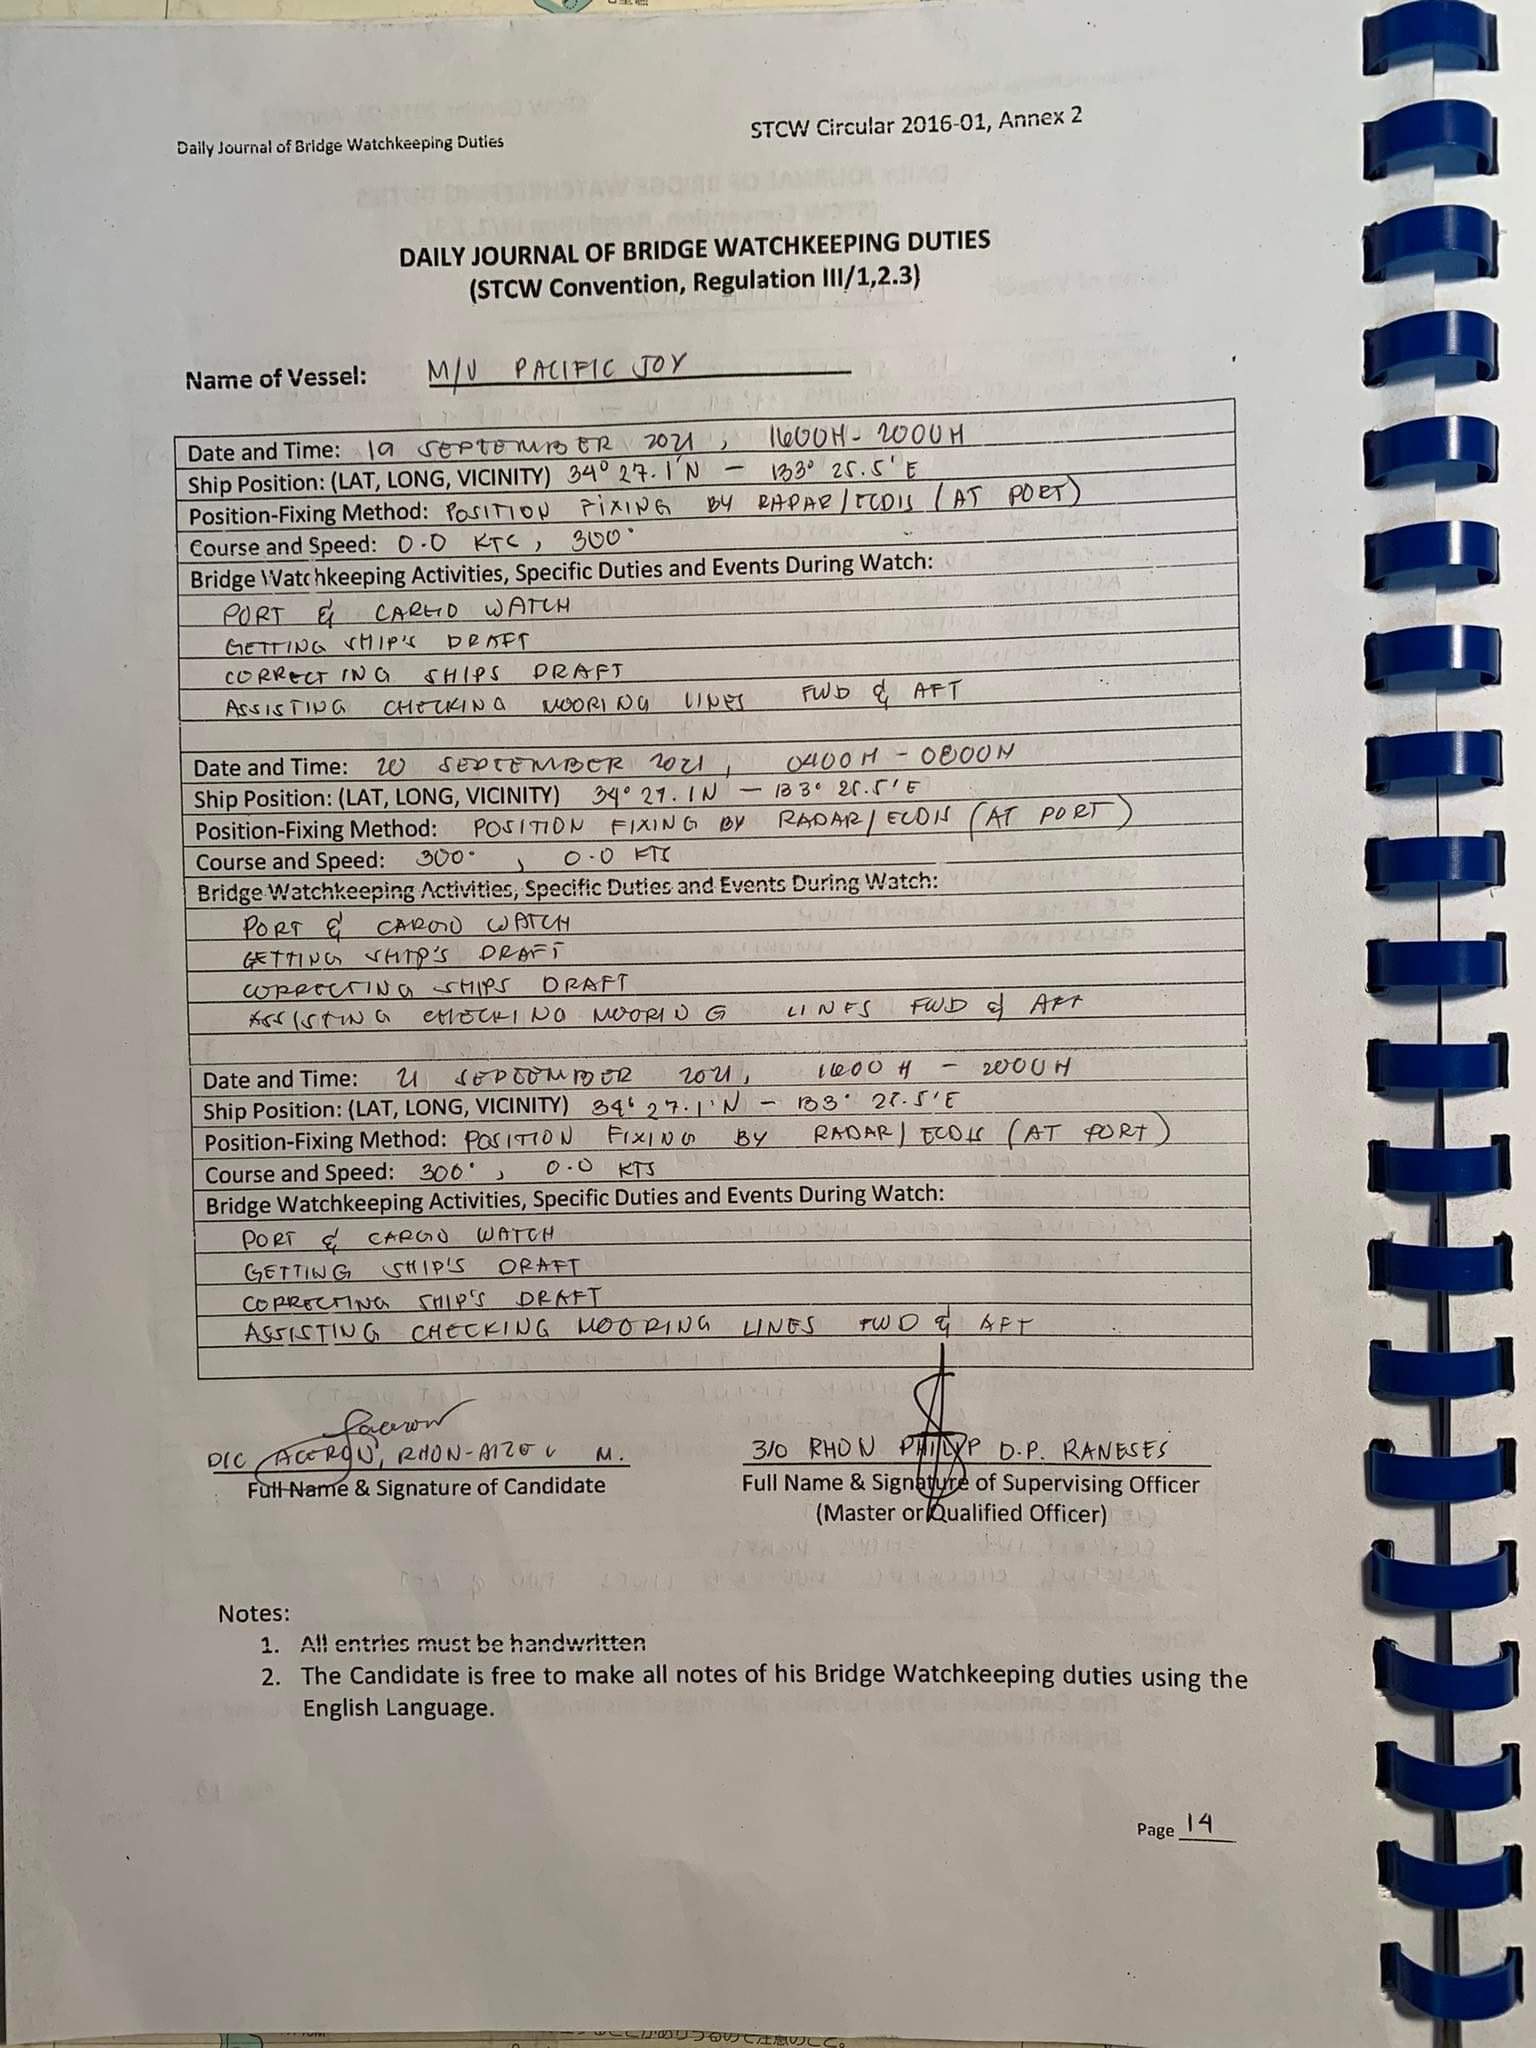 Daily Journal of Bridge Watchkeeping Duties
STCW Circular 2016-01, Annex 2
DAILY JOURNAL OF BRIDGE WATCHKEEPING DUTIES
(STCW Convention, Regulation III/1,2.3)
Name of Vessel: M/V PACIFIC JOY
Date and Time: 19 SEPTEMBER 2021, 1600H - 2000H
Ship Position: (LAT, LONG, VICINITY) 34° 27.1'N - 133° 25.5'E
Position-Fixing Method: POSITION FIXING BY RADAR/ECDIS (AT PORT)
Course and Speed: 0.0 KTS, 300°
Bridge Watchkeeping Activities, Specific Duties and Events During Watch:
PORT & CARGO WATCH
GETTING SHIP'S DRAFT
CORRECTING SHIPS DRAFT
ASSISTING CHECKING MOORING LINES FWD & AFT
Date and Time: 20 SEPTEMBER 2021, 0400H - 0800H
Ship Position: (LAT, LONG, VICINITY) 34° 27.1N - 133° 25.5'E
Position-Fixing Method: POSITION FIXING BY RADAR/ECDIS (AT PORT)
Course and Speed: 300°, 0.0 KTS
Bridge Watchkeeping Activities, Specific Duties and Events During Watch:
PORT & CARGO WATCH
GETTING SHIP'S DRAFT
CORRECTING SHIPS DRAFT
ASSISTING CHECKING MOORING LINES FWD & AFT
Date and Time: 21 SEPTEMBER 2021, 1600H - 2000H
Ship Position: (LAT, LONG, VICINITY) 34° 27.1'N - 133° 25.5'E
Position-Fixing Method: POSITION FIXING BY RADAR/ECDIS (AT PORT)
Course and Speed: 300°, 0.0 KTS
Bridge Watchkeeping Activities, Specific Duties and Events During Watch:
PORT & CARGO WATCH
GETTING SHIP'S DRAFT
CORRECTING SHIP'S DRAFT
ASSISTING CHECKING MOORING LINES FWD & AFT
D/C ACERON, M.
Full Name & Signature of Candidate
3/O RHON PHILIP D.P. RANESES
Full Name & Signature of Supervising Officer
(Master or Qualified Officer)
Notes:
1. All entries must be handwritten
2. The Candidate is free to make all notes of his Bridge Watchkeeping duties using the
English Language.
Page 14